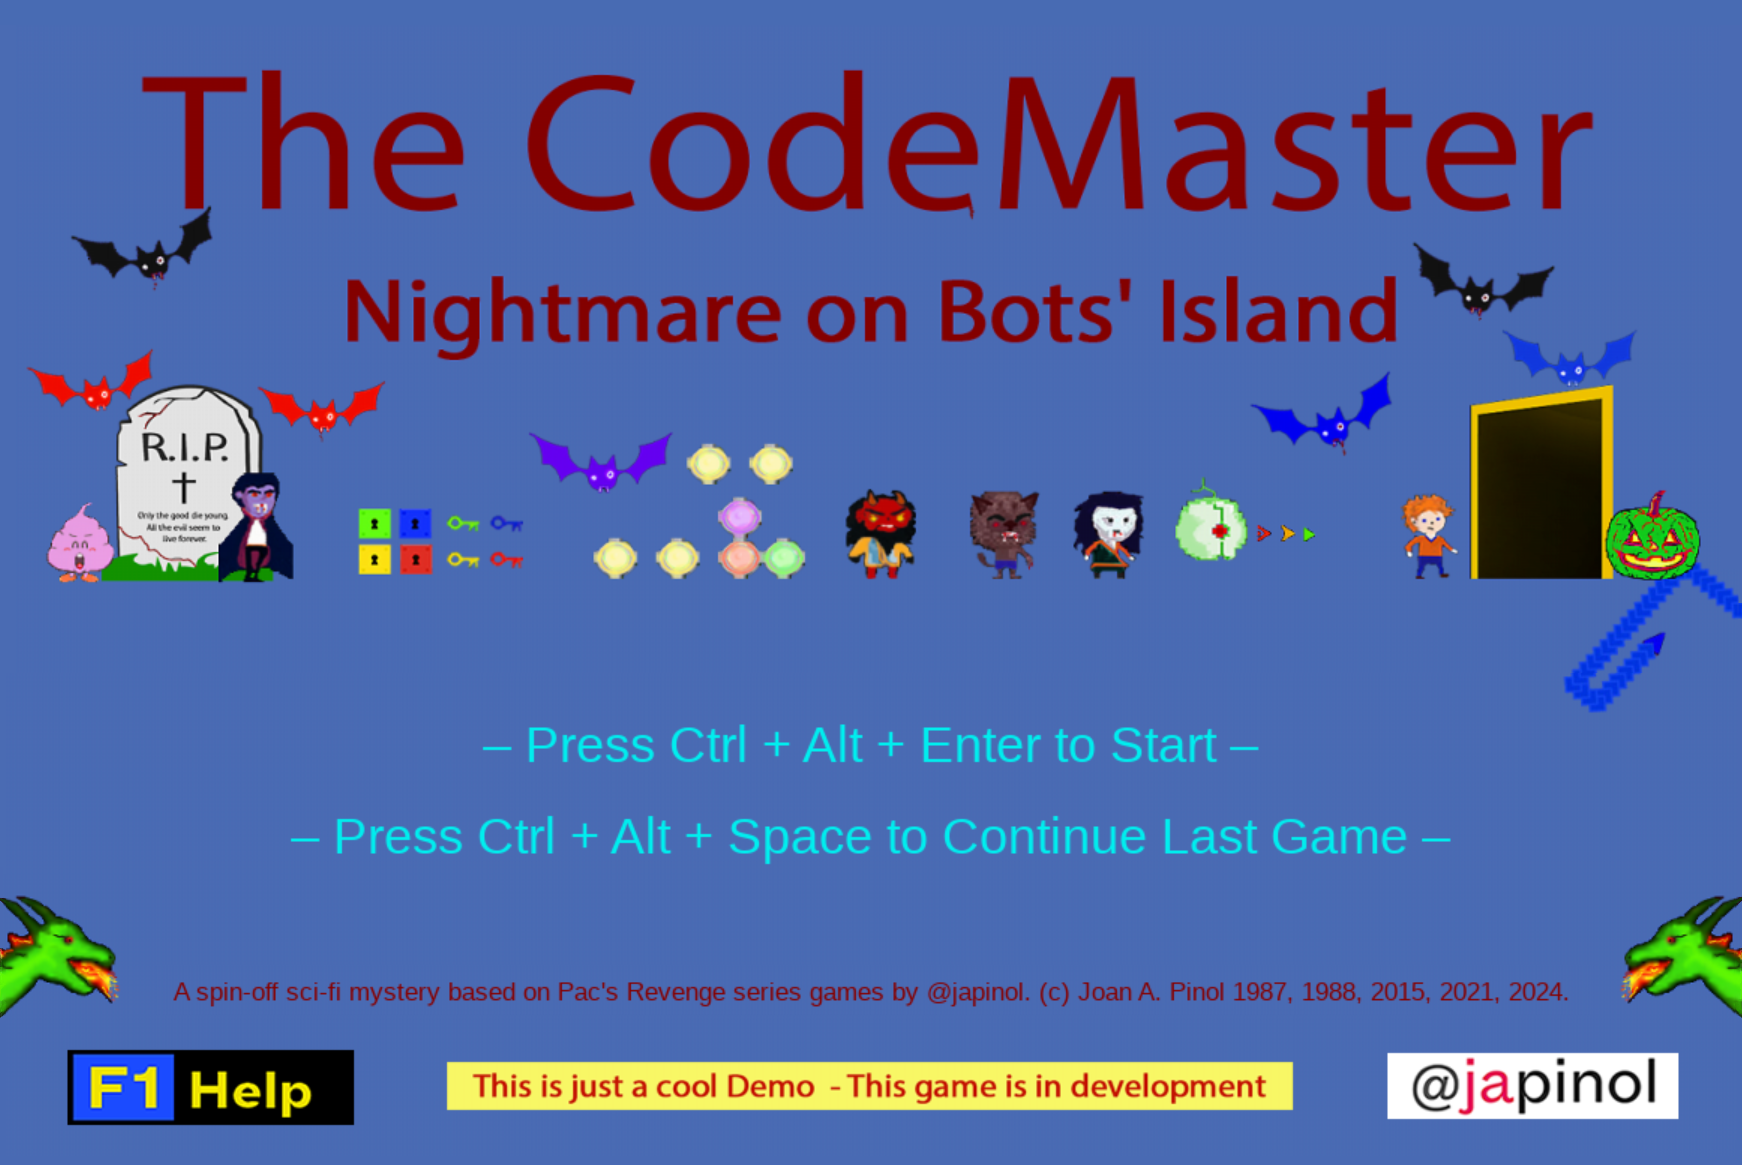 The CodeMaster
Nightmare on Bots' Island
R.I.P.
Only the good die young.
All the evil seem to
live forever.
– Press Ctrl + Alt + Enter to Start –
– Press Ctrl + Alt + Space to Continue Last Game –
A spin-off sci-fi mystery based on Pac's Revenge series games by @japinol. (c) Joan A. Pinol 1987, 1988, 2015, 2021, 2024.
F1 Help
This is just a cool Demo - This game is in development
@japinol